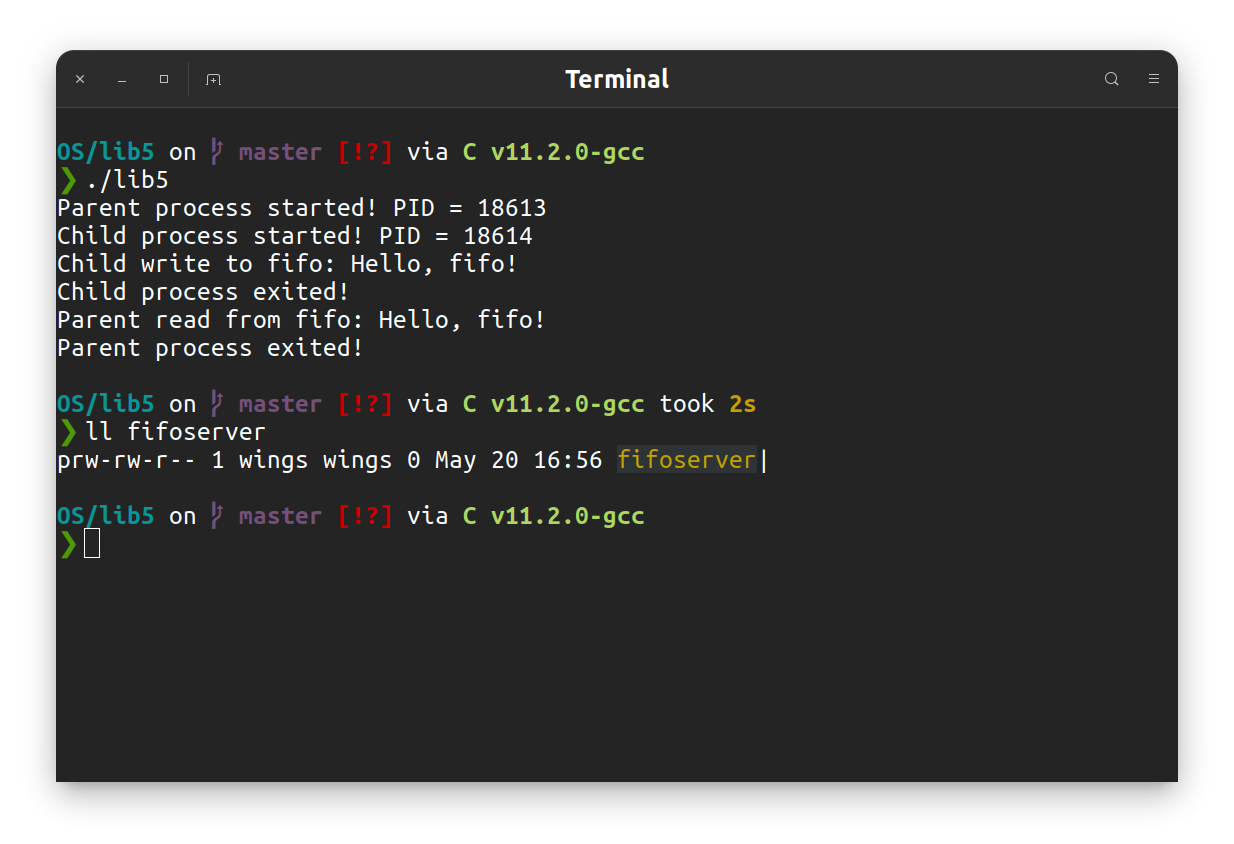 Terminal
OS/lib5 on master [!?] via C v11.2.0-gcc
❯ ./lib5
Parent process started! PID = 18613
Child process started! PID = 18614
Child write to fifo: Hello, fifo!
Child process exited!
Parent read from fifo: Hello, fifo!
Parent process exited!
OS/lib5 on master [!?] via C v11.2.0-gcc took 2s
❯ ll fifoserver
prw-rw-r-- 1 wings wings 0 May 20 16:56 fifoserver|
OS/lib5 on master [!?] via C v11.2.0-gcc
❯